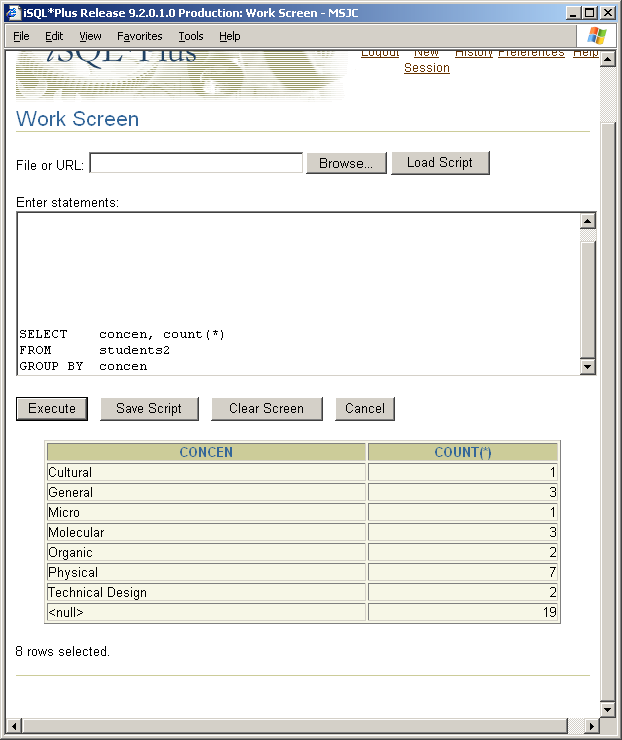 iSQL*Plus Release 9.2.0.1.0 Production: Work Screen - MSJC
File Edit View Favorites Tools Help
iSQL*Plus
Logout New Session History Preferences Help
Work Screen
File or URL: Browse... Load Script
Enter statements:
SELECT concen, count(*)
FROM students2
GROUP BY concen
Execute Save Script Clear Screen Cancel
CONCEN COUNT(*)
Cultural 1
General 3
Micro 1
Molecular 3
Organic 2
Physical 7
Technical Design 2
<null> 19
8 rows selected.